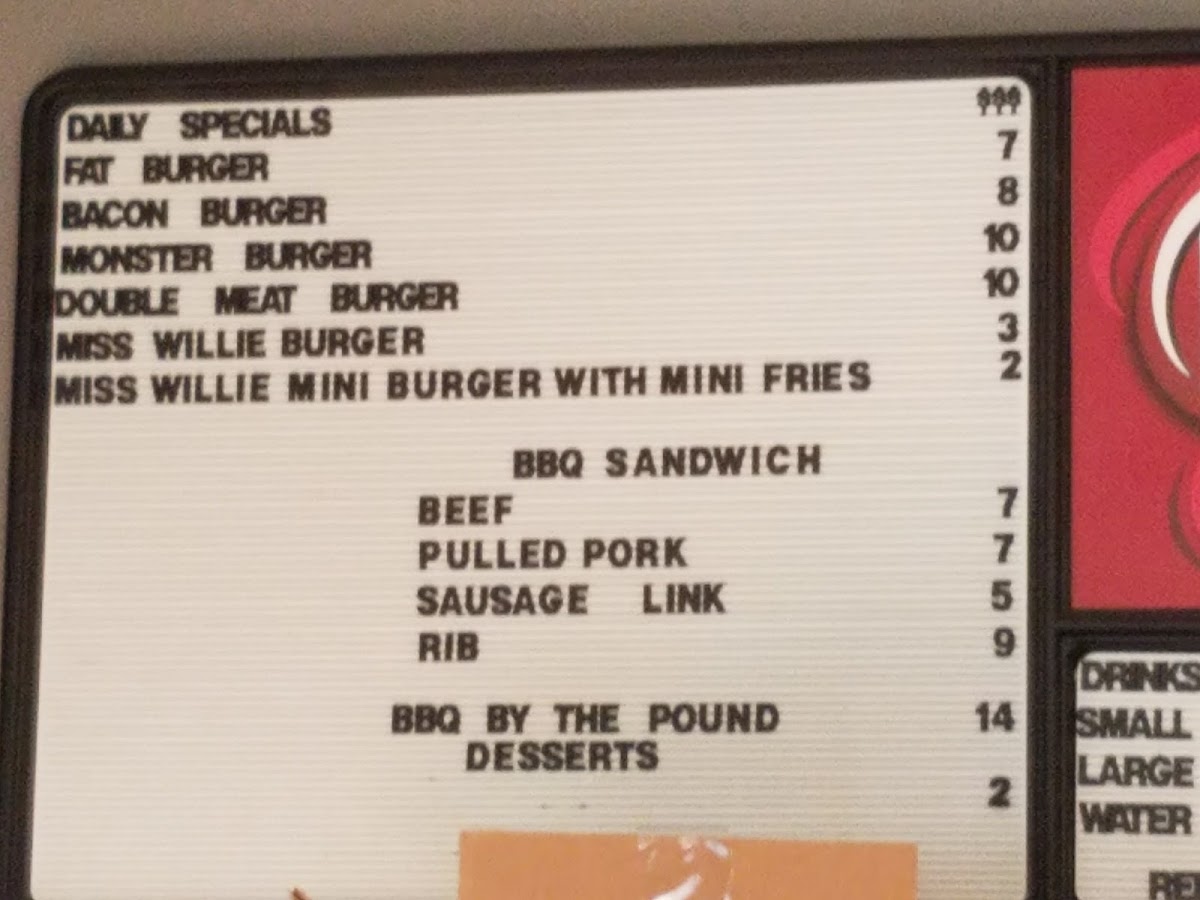 DAILY SPECIALS $$$
FAT BURGER 7
BACON BURGER 8
MONSTER BURGER 10
DOUBLE MEAT BURGER 10
MISS WILLIE BURGER 3
MISS WILLIE MINI BURGER WITH MINI FRIES 2
BBQ SANDWICH
BEEF 7
PULLED PORK 7
SAUSAGE LINK 5
RIB 9
BBQ BY THE POUND 14
DESSERTS
2
DRINKS
SMALL
LARGE
WATER